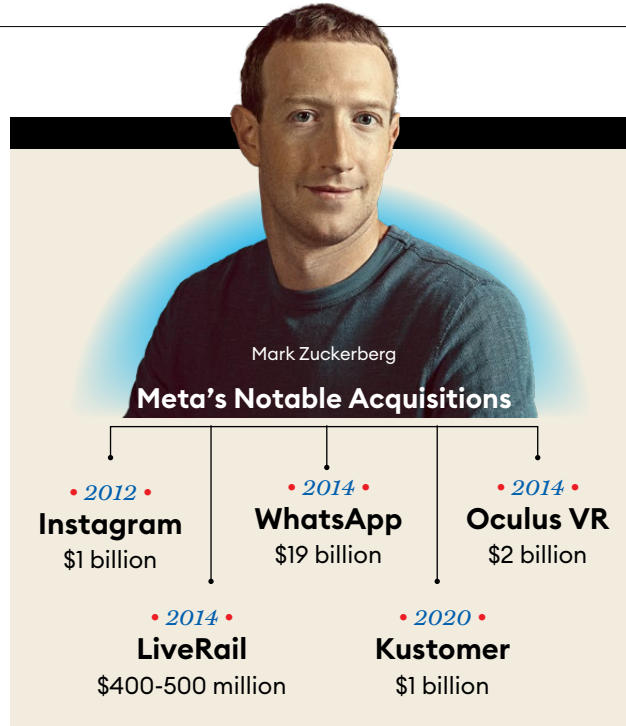 Mark Zuckerberg
Meta’s Notable Acquisitions
• 2012 •
Instagram
$1 billion
• 2014 •
WhatsApp
$19 billion
• 2014 •
Oculus VR
$2 billion
• 2014 •
LiveRail
$400-500 million
• 2020 •
Kustomer
$1 billion